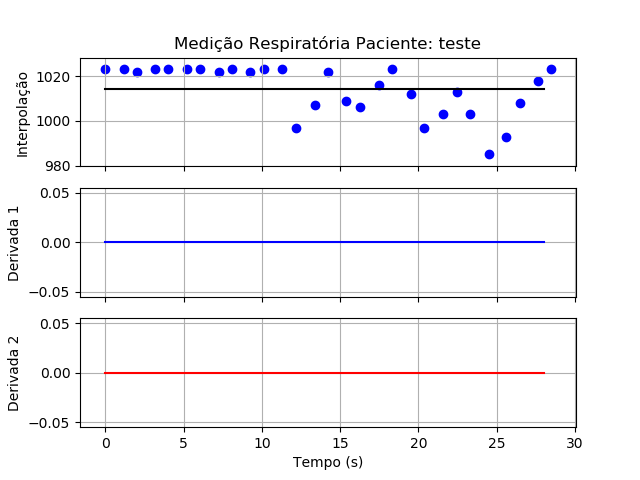 Medição Respiratória Paciente: teste
Interpolação
1020
1000
980
Derivada 1
0.05
0.00
−0.05
Derivada 2
0.05
0.00
−0.05
0 5 10 15 20 25 30
Tempo (s)